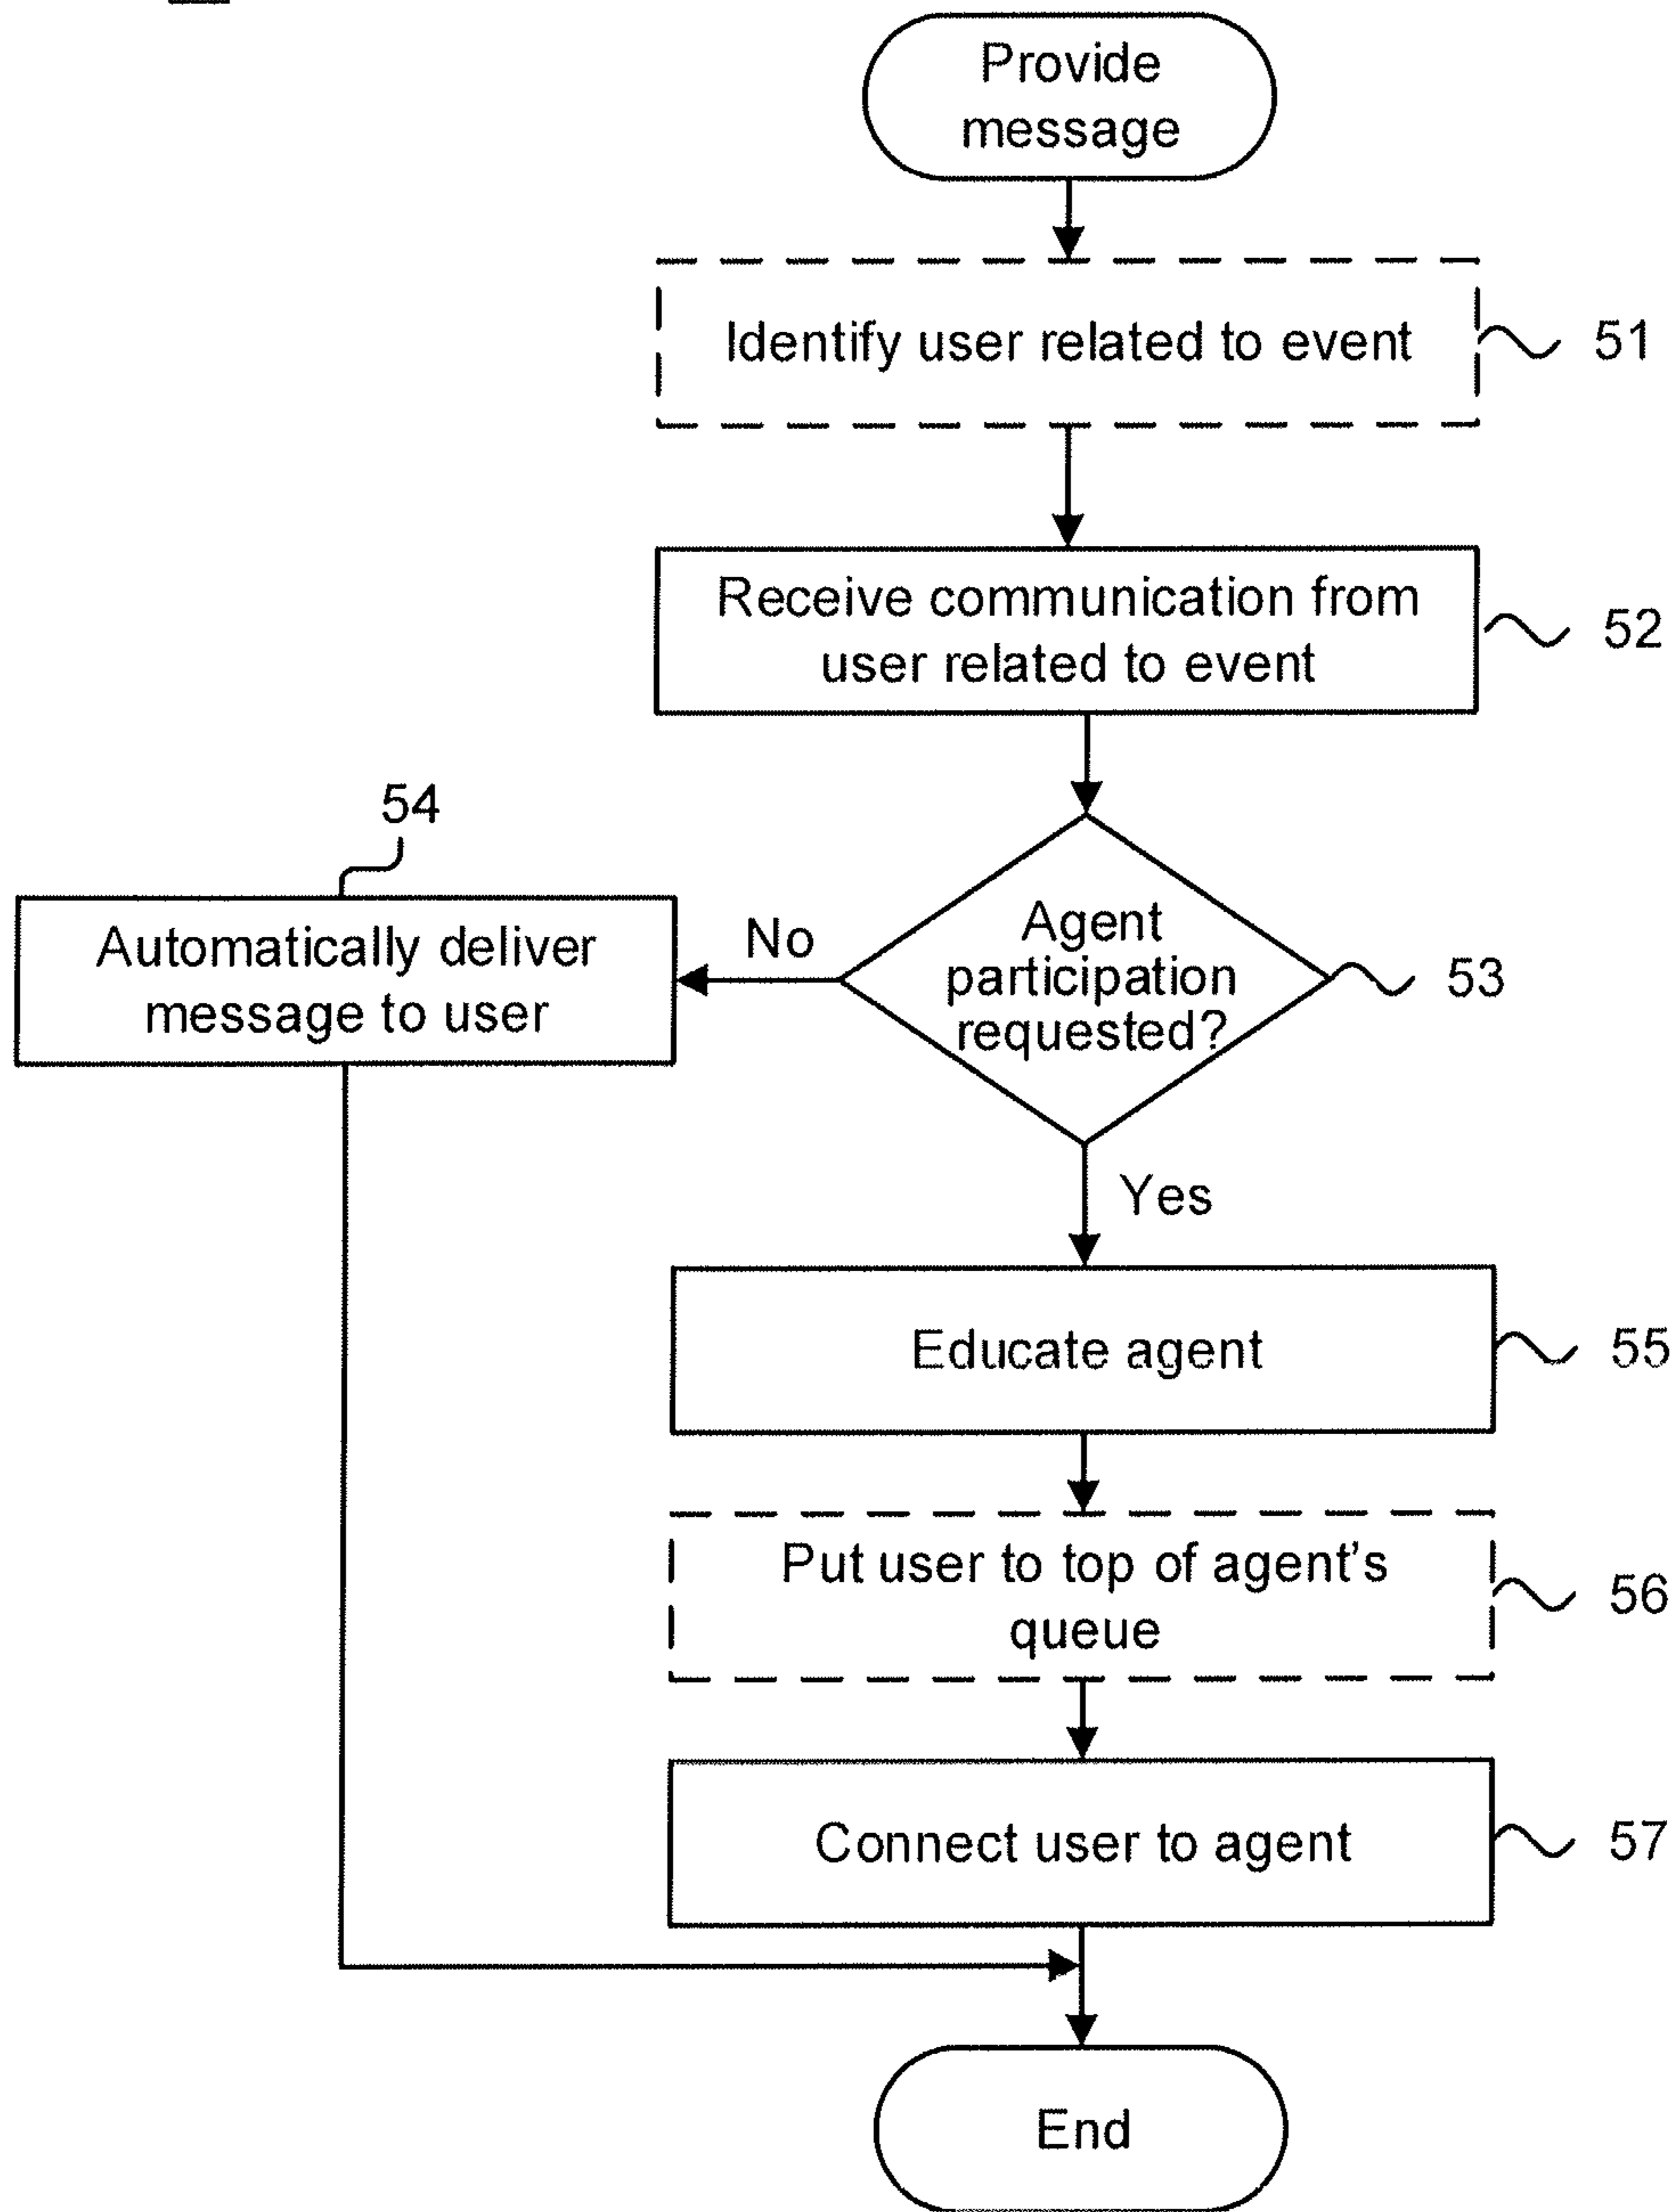 Provide
message
Identify user related to event
51
Receive communication from
user related to event
52
54
Automatically deliver
message to user
No
Agent
participation
requested?
53
Yes
Educate agent
55
Put user to top of agent's
queue
56
Connect user to agent
57
End